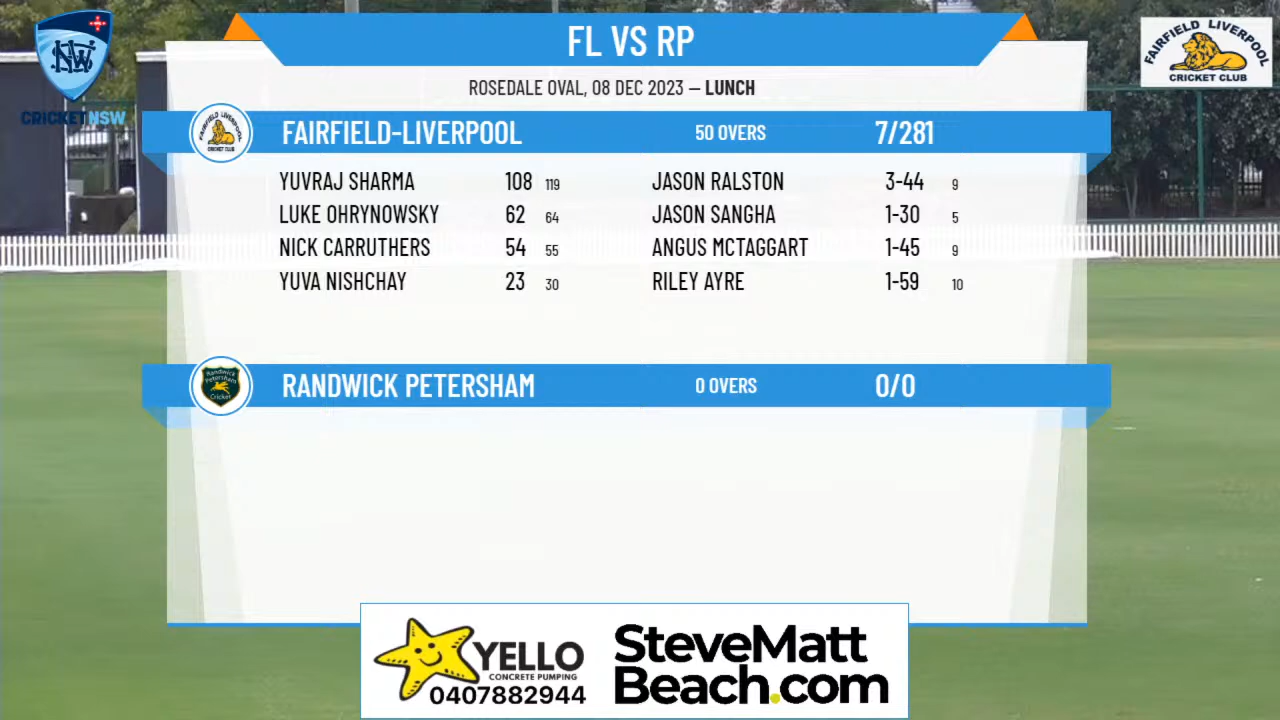 FL VS RP
ROSEDALE OVAL, 08 DEC 2023 – LUNCH
CRICKET NSW
FAIRFIELD LIVERPOOL
CRICKET CLUB
FAIRFIELD-LIVERPOOL 50 OVERS 7/281
YUVRAJ SHARMA 108 119 JASON RALSTON 3-44 9
LUKE OHRYNOWSKY 62 64 JASON SANGHA 1-30 5
NICK CARRUTHERS 54 55 ANGUS MCTAGGART 1-45 9
YUVA NISHCHAY 23 30 RILEY AYRE 1-59 10
Randwick
Petersham
Cricket
RANDWICK PETERSHAM 0 OVERS 0/0
YELLO
CONCRETE PUMPING
0407882944
SteveMatt
Beach.com